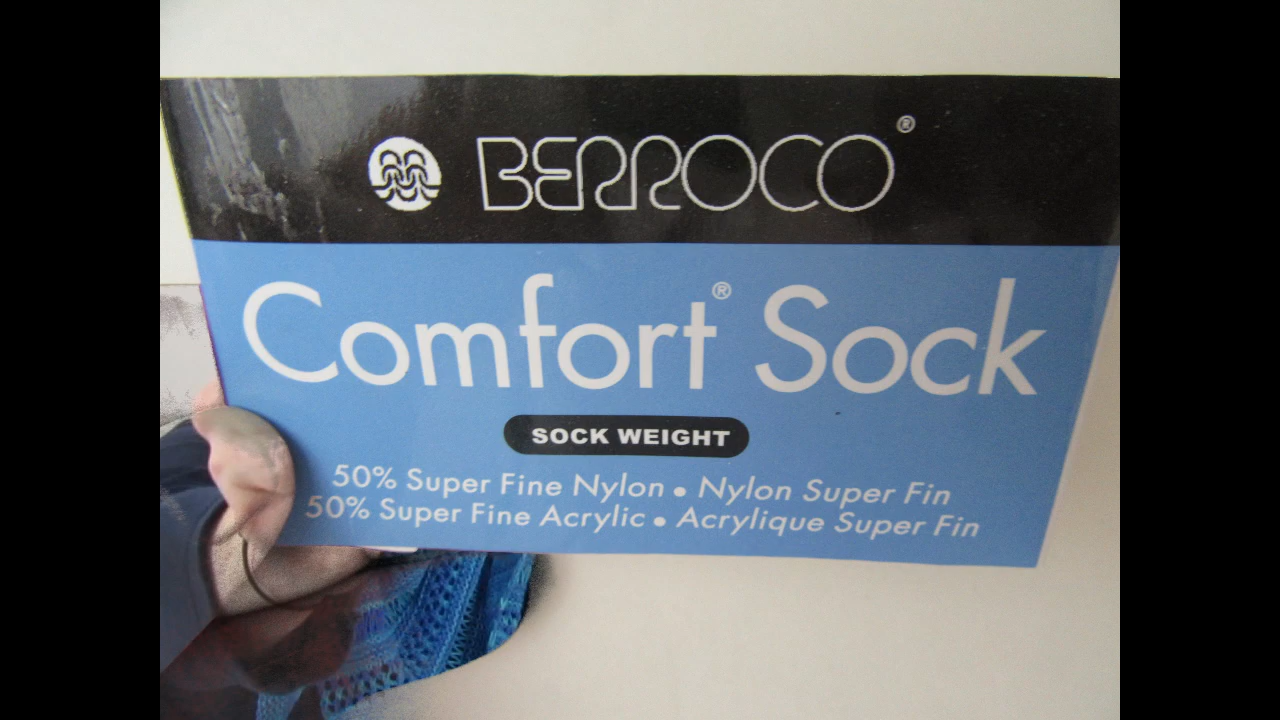 BERROCO®
Comfort® Sock
SOCK WEIGHT
50% Super Fine Nylon • Nylon Super Fin
50% Super Fine Acrylic • Acrylique Super Fin